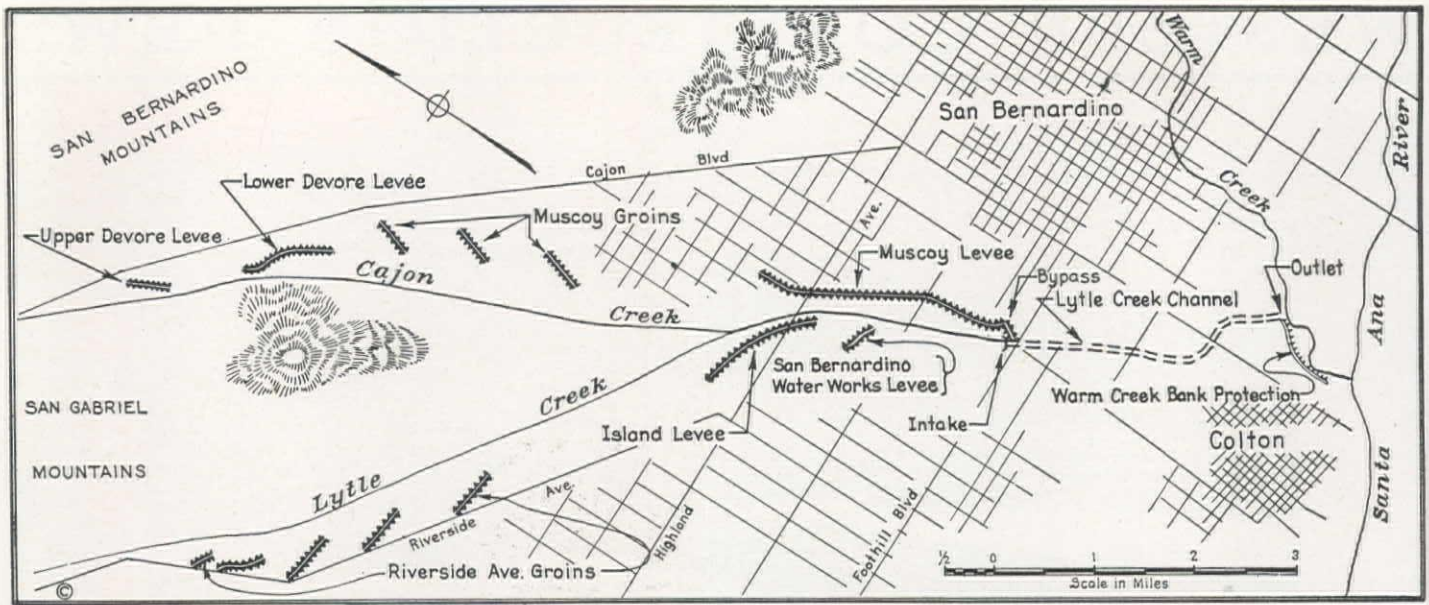 SAN BERNARDINO
MOUNTAINS
Lower Devore Levee
Upper Devore Levee
Muscoy Groins
Cajon Blvd
San Bernardino
Warm
Creek
River
Ana
Santa
Cajon
Creek
Ave.
Muscoy Levee
Bypass
Lytle Creek Channel
Outlet
San Bernardino
Water Works Levee
Warm Creek Bank Protection
Intake
Colton
SAN GABRIEL
MOUNTAINS
Island Levee
Lytle
Creek
Riverside
Ave.
Highland
Foothill Blvd
Riverside Ave. Groins
½ 0 1 2 3
Scale in Miles
©